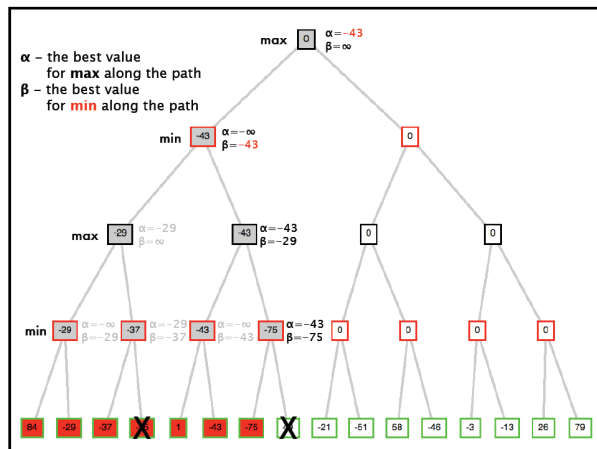 max 0 α=-43
β=∞
α - the best value
for max along the path
β - the best value
for min along the path
min -43 α=-∞
β=-43
0
max -29 α=-29
β=∞
-43 α=-43
β=-29
0 0
min -29 α=-∞
β=-29
-37 α=-29
β=-37
-43 α=-∞
β=-43
-75 α=-43
β=-75
0 0 0 0
84 -29 -37 1 -43 -75 -21 -51 58 -46 -3 -13 26 79